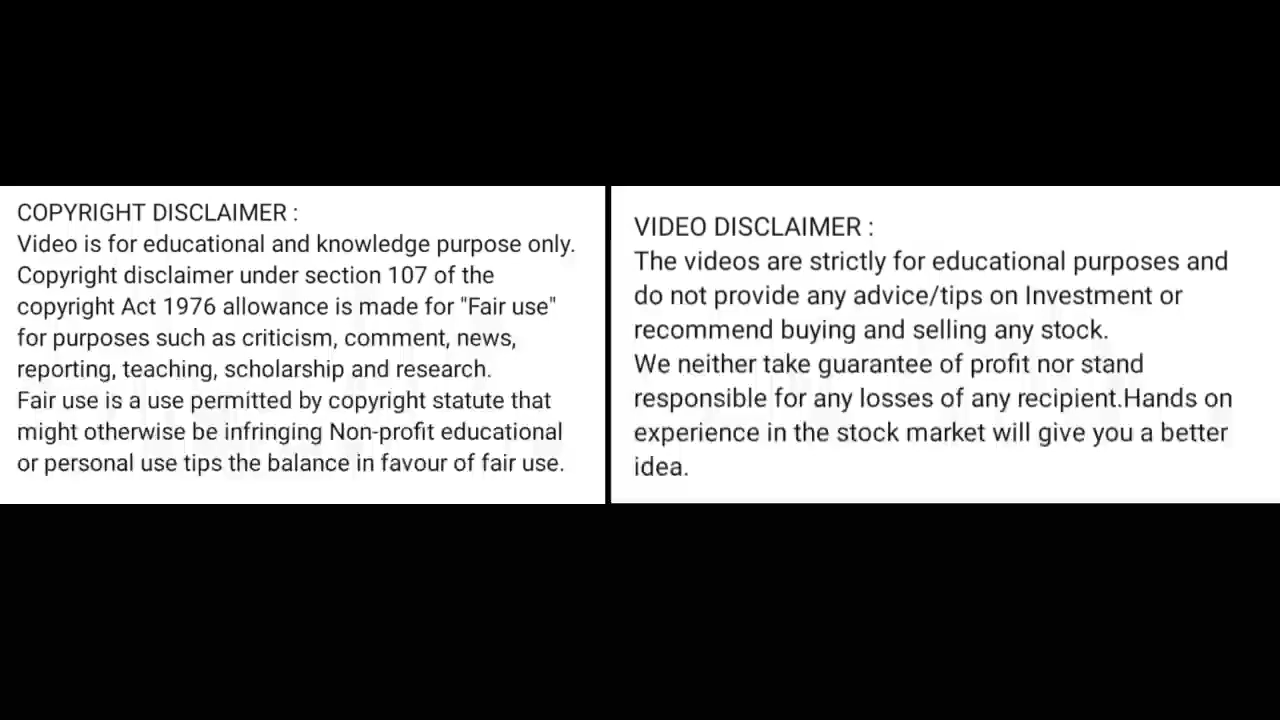 COPYRIGHT DISCLAIMER :
Video is for educational and knowledge purpose only.
Copyright disclaimer under section 107 of the
copyright Act 1976 allowance is made for "Fair use"
for purposes such as criticism, comment, news,
reporting, teaching, scholarship and research.
Fair use is a use permitted by copyright statute that
might otherwise be infringing Non-profit educational
or personal use tips the balance in favour of fair use.
VIDEO DISCLAIMER :
The videos are strictly for educational purposes and
do not provide any advice/tips on Investment or
recommend buying and selling any stock.
We neither take guarantee of profit nor stand
responsible for any losses of any recipient.Hands on
experience in the stock market will give you a better
idea.